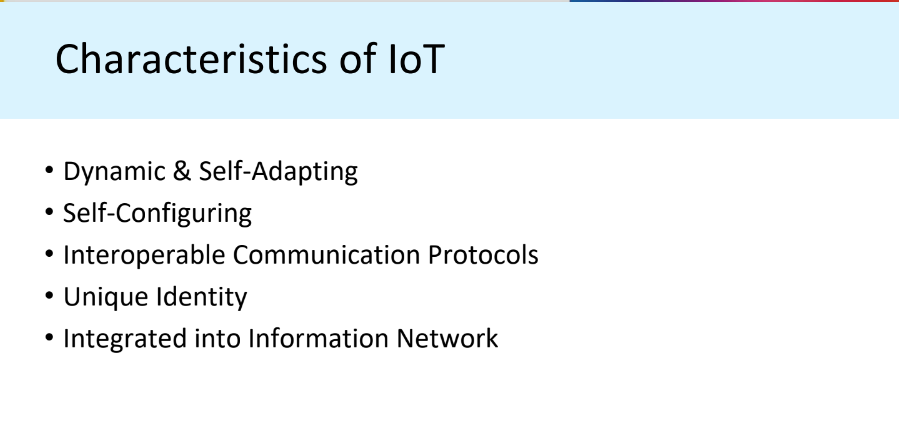 Characteristics of IoT
• Dynamic & Self-Adapting
• Self-Configuring
• Interoperable Communication Protocols
• Unique Identity
• Integrated into Information Network